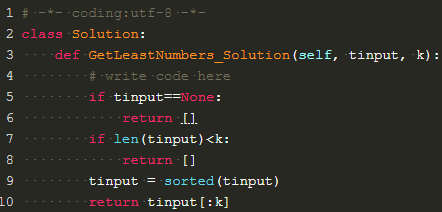 1 # -*- coding:utf-8 -*-
2 class Solution:
3     def GetLeastNumbers_Solution(self, tinput, k):
4         # write code here
5         if tinput==None:
6             return []
7         if len(tinput)<k:
8             return []
9         tinput = sorted(tinput)
10         return tinput[:k]